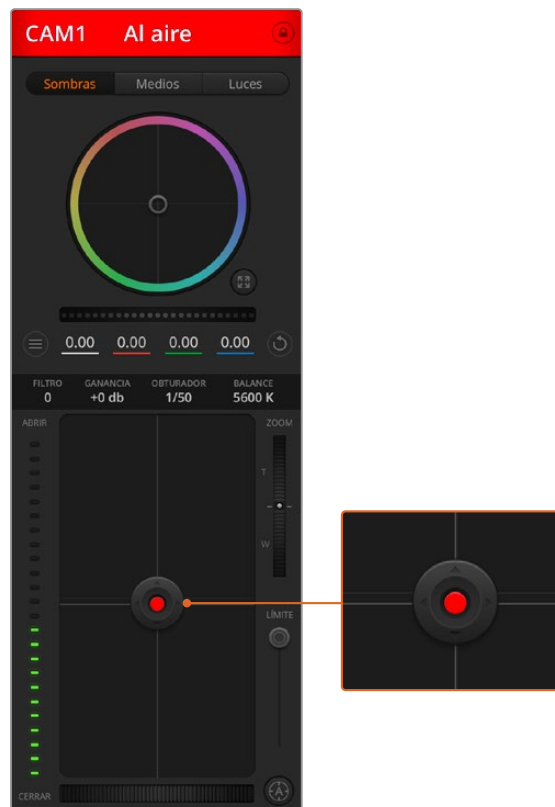 CAM1 Al aire
Sombras Medios Luces
0.00 0.00 0.00 0.00
FILTRO GANANCIA OBTURADOR BALANCE
0 +0 db 1/50 5600 K
ABRIR ZOOM
T
W
LÍMITE
CERRAR A